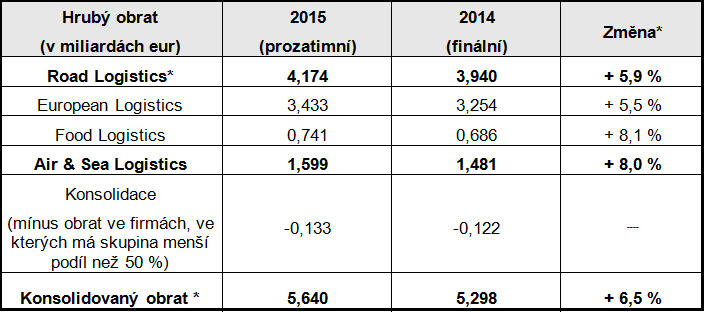 Hrubý obrat (v miliardách eur) 2015 (prozatimní) 2014 (finální) Změna*
Road Logistics* 4,174 3,940 + 5,9 %
European Logistics 3,433 3,254 + 5,5 %
Food Logistics 0,741 0,686 + 8,1 %
Air & Sea Logistics 1,599 1,481 + 8,0 %
Konsolidace
(mínus obrat ve firmách, ve
kterých má skupina menší
podíl než 50 %) -0,133 -0,122 ---
Konsolidovaný obrat * 5,640 5,298 + 6,5 %